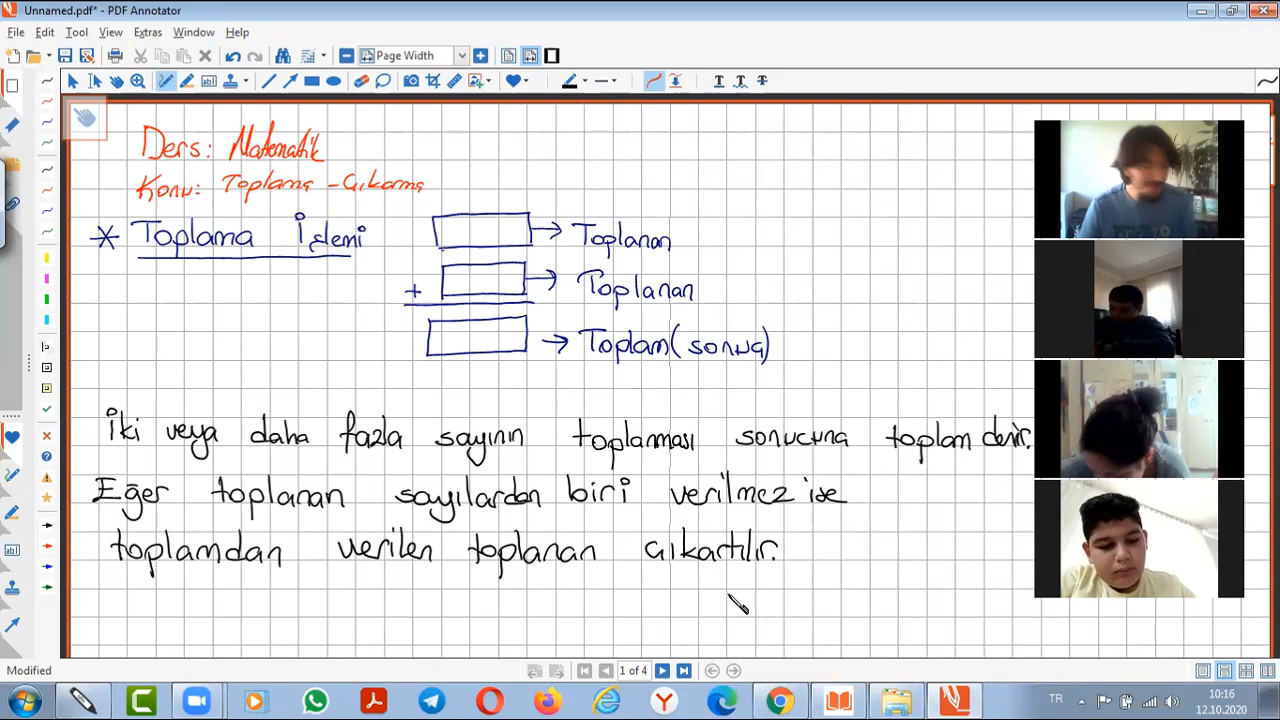 Unnamed.pdf* - PDF Annotator
File Edit Tool View Extras Window Help
Page Width
Ders: Matematik
Konu: Toplama - Çıkarma
* Toplama İşlemi
→ Toplanan
+ → Toplanan
→ Toplam (sonuç)
İki veya daha fazla sayının toplanması sonucuna toplam denir.
Eğer toplanan sayılardan biri verilmez ise
toplamdan verilen toplanan çıkartılır.
Modified
1 of 4
TR
10:16
12.10.2020